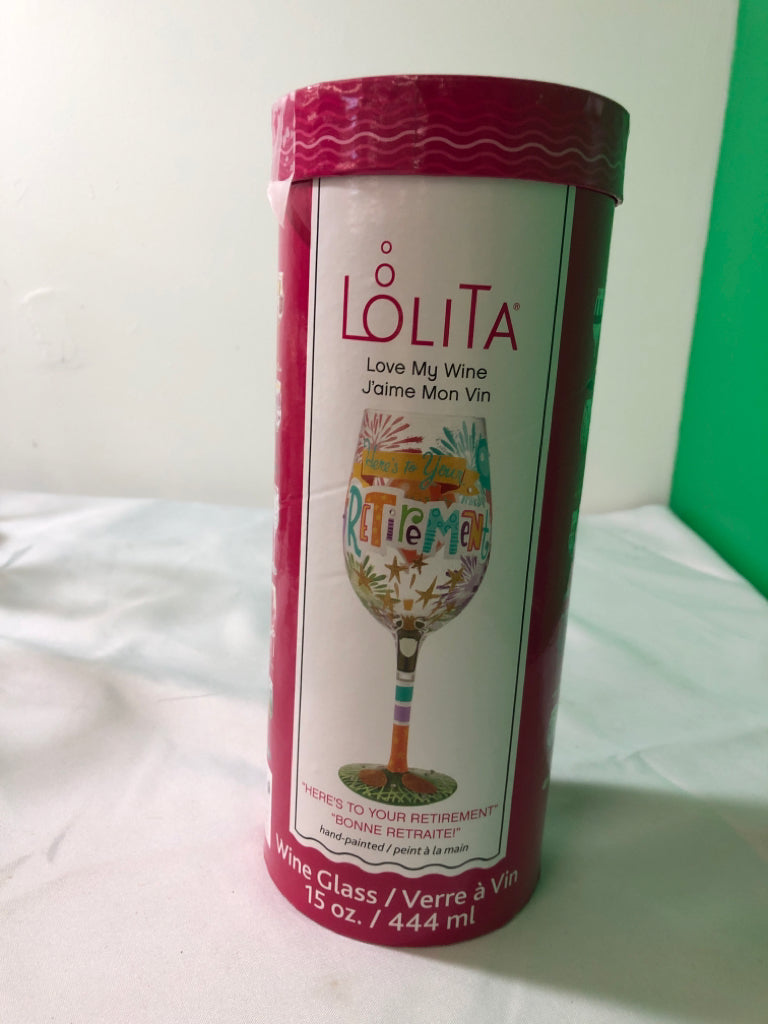 LOLITA®
Love My Wine
J'aime Mon Vin
Here's to Your
RETIREMENT
"HERE'S TO YOUR RETIREMENT"
"BONNE RETRAITE!"
hand-painted / peint à la main
Wine Glass / Verre à Vin
15 oz. / 444 ml